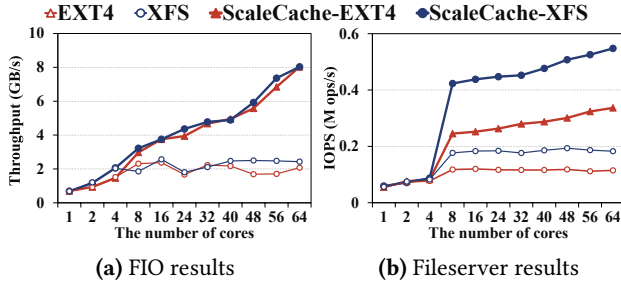 EXT4 XFS ScaleCache-EXT4 ScaleCache-XFS
Throughput (GB/s)
10
8
6
4
2
0
1 2 4 8 16 24 32 40 48 56 64
The number of cores
(a) FIO results
IOPS (M ops/s)
0.6
0.4
0.2
0.0
1 2 4 8 16 24 32 40 48 56 64
The number of cores
(b) Fileserver results